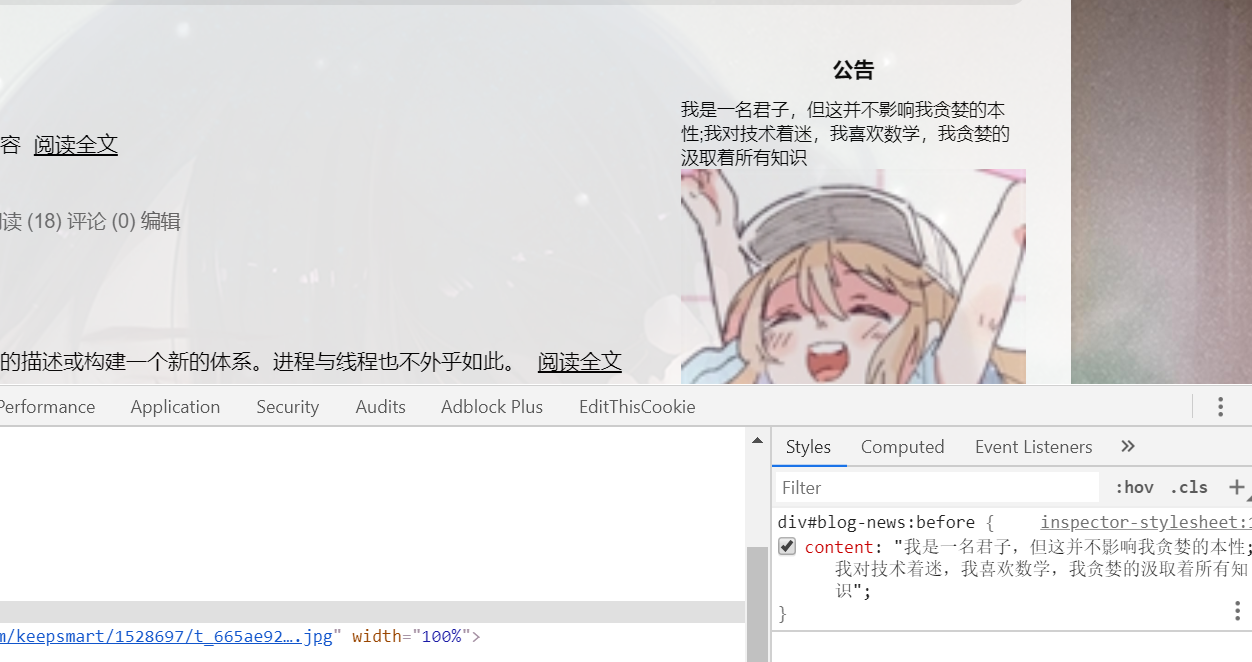 公告
我是一名君子，但这并不影响我贪婪的本
性;我对技术着迷，我喜欢数学，我贪婪的
汲取着所有知识
容 阅读全文
读 (18) 评论 (0) 编辑
的描述或构建一个新的体系。进程与线程也不外乎如此。 阅读全文
Performance Application Security Audits Adblock Plus EditThisCookie
Styles Computed Event Listeners »
Filter :hov .cls +
div#blog-news:before { inspector-stylesheet:1
content: "我是一名君子，但这并不影响我贪婪的本性;
我对技术着迷，我喜欢数学，我贪婪的汲取着所有知
识";
}
m/keepsmart/1528697/t_665ae92….jpg" width="100%">